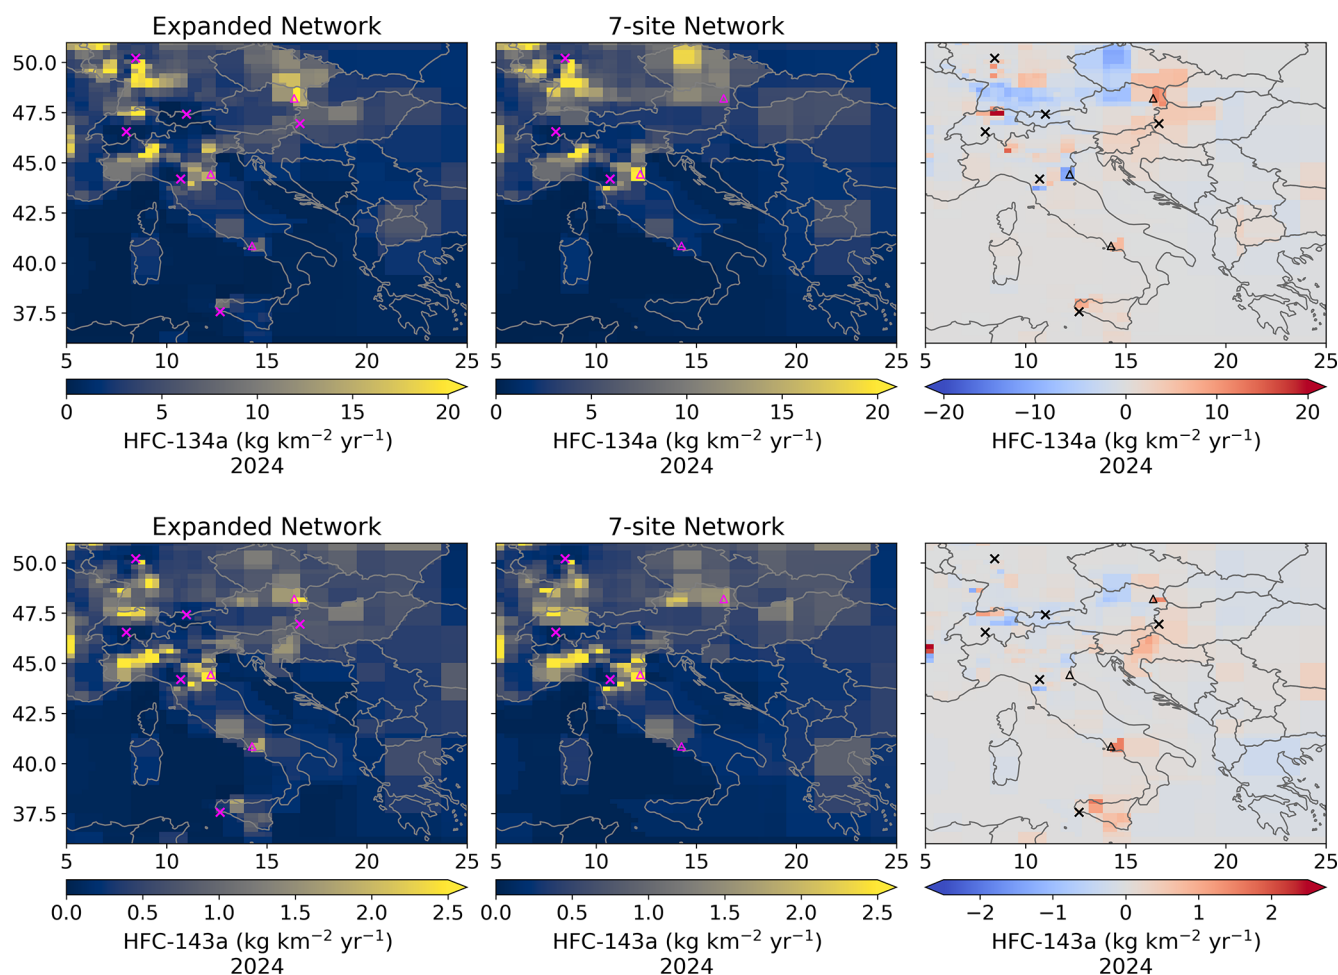 Expanded Network 7-site Network
50.0
47.5
45.0
42.5
40.0
37.5
5 10 15 20 25 5 10 15 20 25 5 10 15 20 25
0 5 10 15 20 0 5 10 15 20 −20 −10 0 10 20
HFC-134a (kg km⁻² yr⁻¹) HFC-134a (kg km⁻² yr⁻¹) HFC-134a (kg km⁻² yr⁻¹)
2024 2024 2024
Expanded Network 7-site Network
50.0
47.5
45.0
42.5
40.0
37.5
5 10 15 20 25 5 10 15 20 25 5 10 15 20 25
0.0 0.5 1.0 1.5 2.0 2.5 0.0 0.5 1.0 1.5 2.0 2.5 −2 −1 0 1 2
HFC-143a (kg km⁻² yr⁻¹) HFC-143a (kg km⁻² yr⁻¹) HFC-143a (kg km⁻² yr⁻¹)
2024 2024 2024